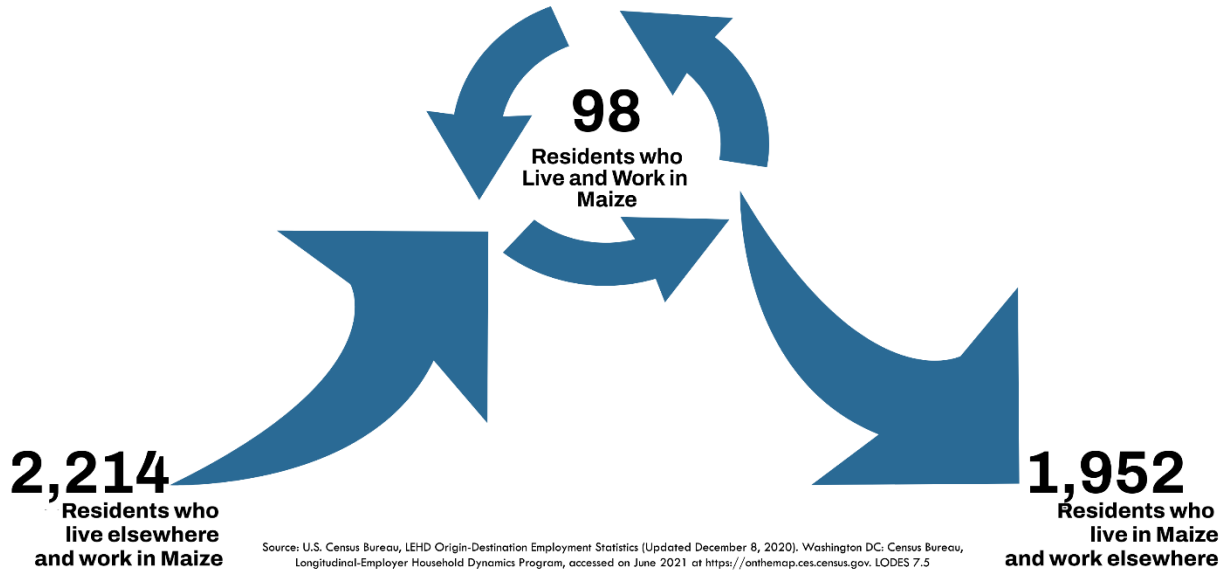 98
Residents who
Live and Work in
Maize
2,214
Residents who
live elsewhere
and work in Maize
1,952
Residents who
live in Maize
and work elsewhere
Source: U.S. Census Bureau, LEHD Origin-Destination Employment Statistics (Updated December 8, 2020). Washington DC: Census Bureau,
Longitudinal-Employer Household Dynamics Program, accessed on June 2021 at https://onthemap.ces.census.gov. LODES 7.5